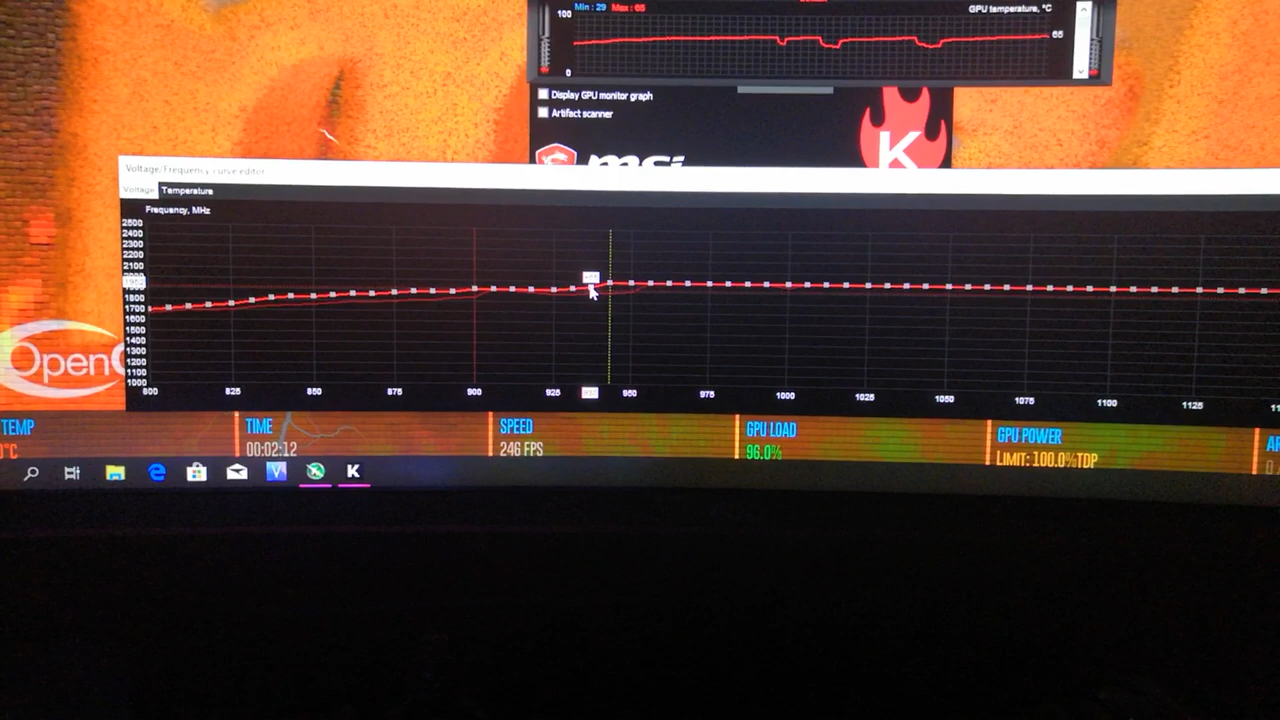 100
Min : 29 Max : 65
GPU temperature, °C
65
0
Display GPU monitor graph
Artifact scanner
K
msi
Voltage/Frequency curve editor
Voltage Temperature
Frequency, MHz
2500
2400
2300
2200
2100
1800
1700
1600
1500
1400
1300
1200
1100
1000
800 825 850 875 900 925 950 975 1000 1025 1050 1075 1100 1125
Open
TEMP TIME SPEED GPU LOAD GPU POWER
°C 00:02:12 246 FPS 96.0% LIMIT: 100.0%TDP
K